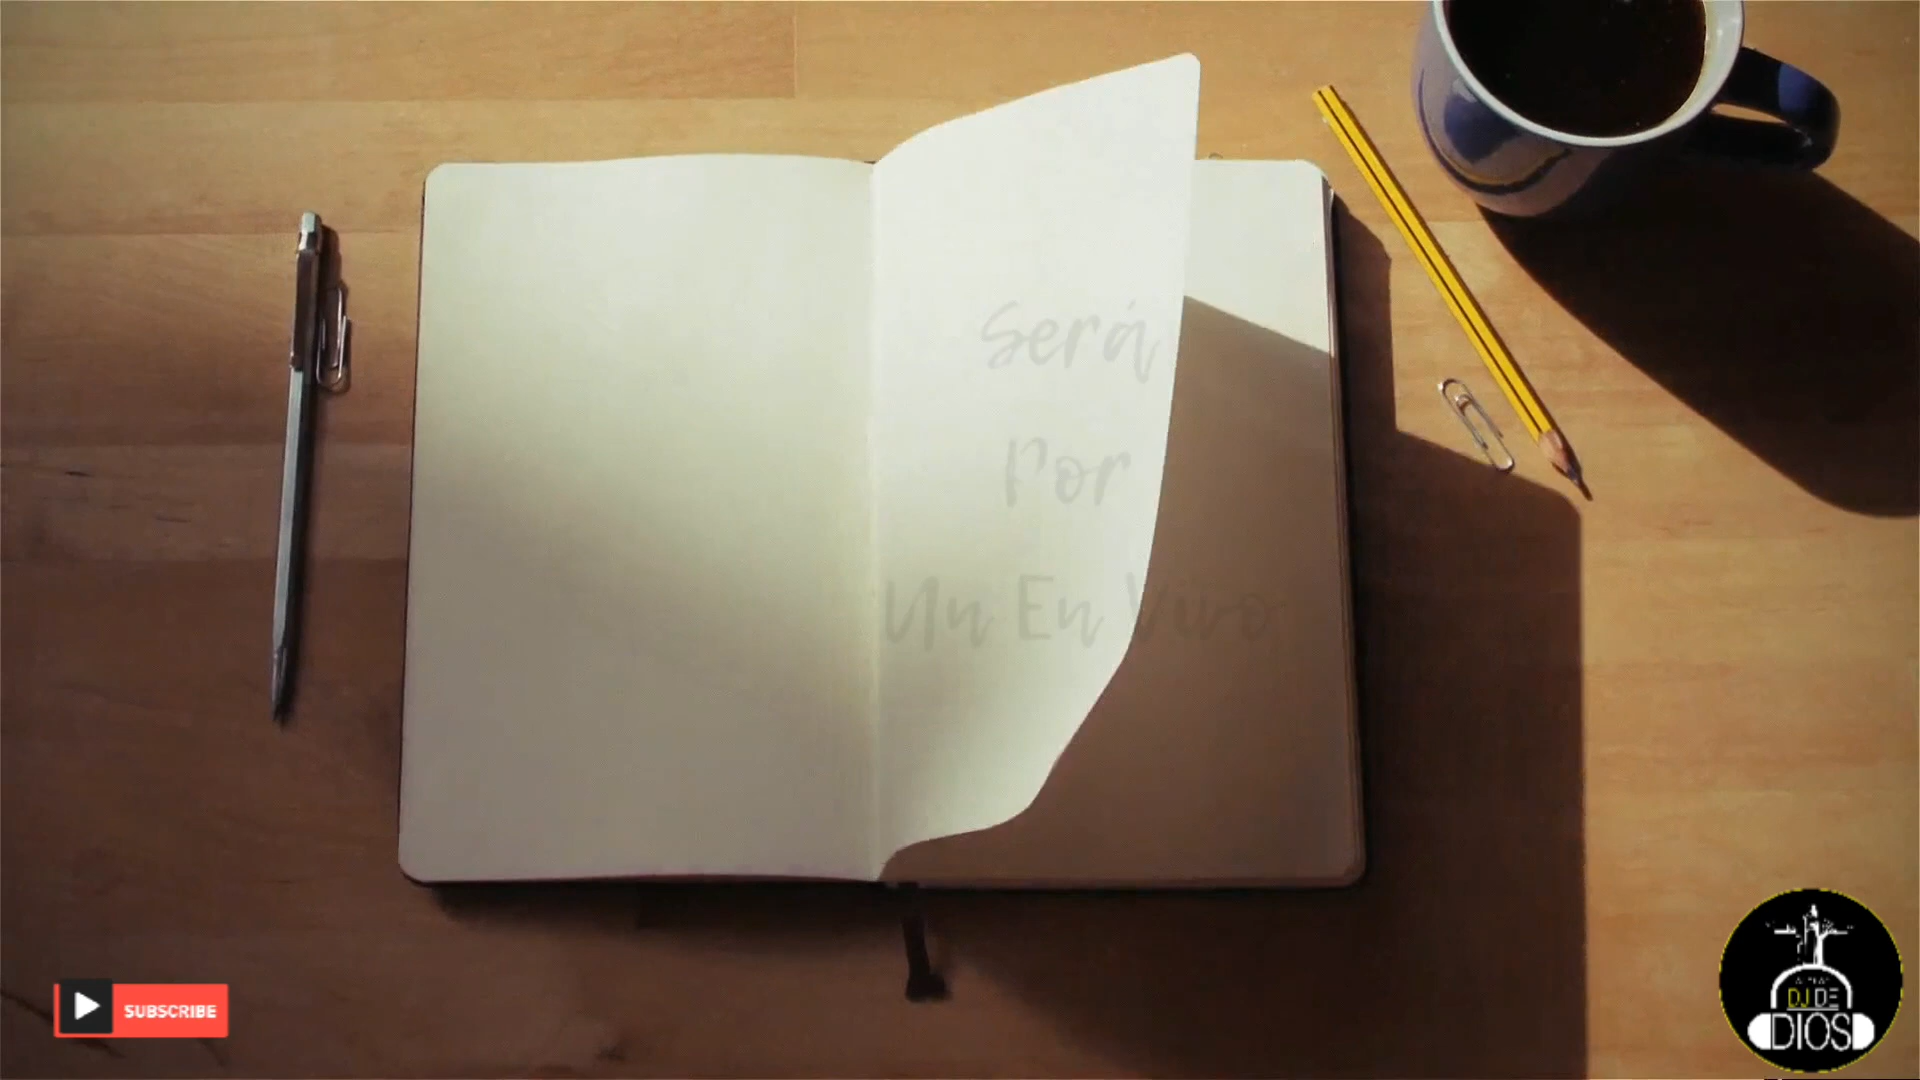 Será
Por
Un En Vivo
SUBSCRIBE
DJ DE
DIOS